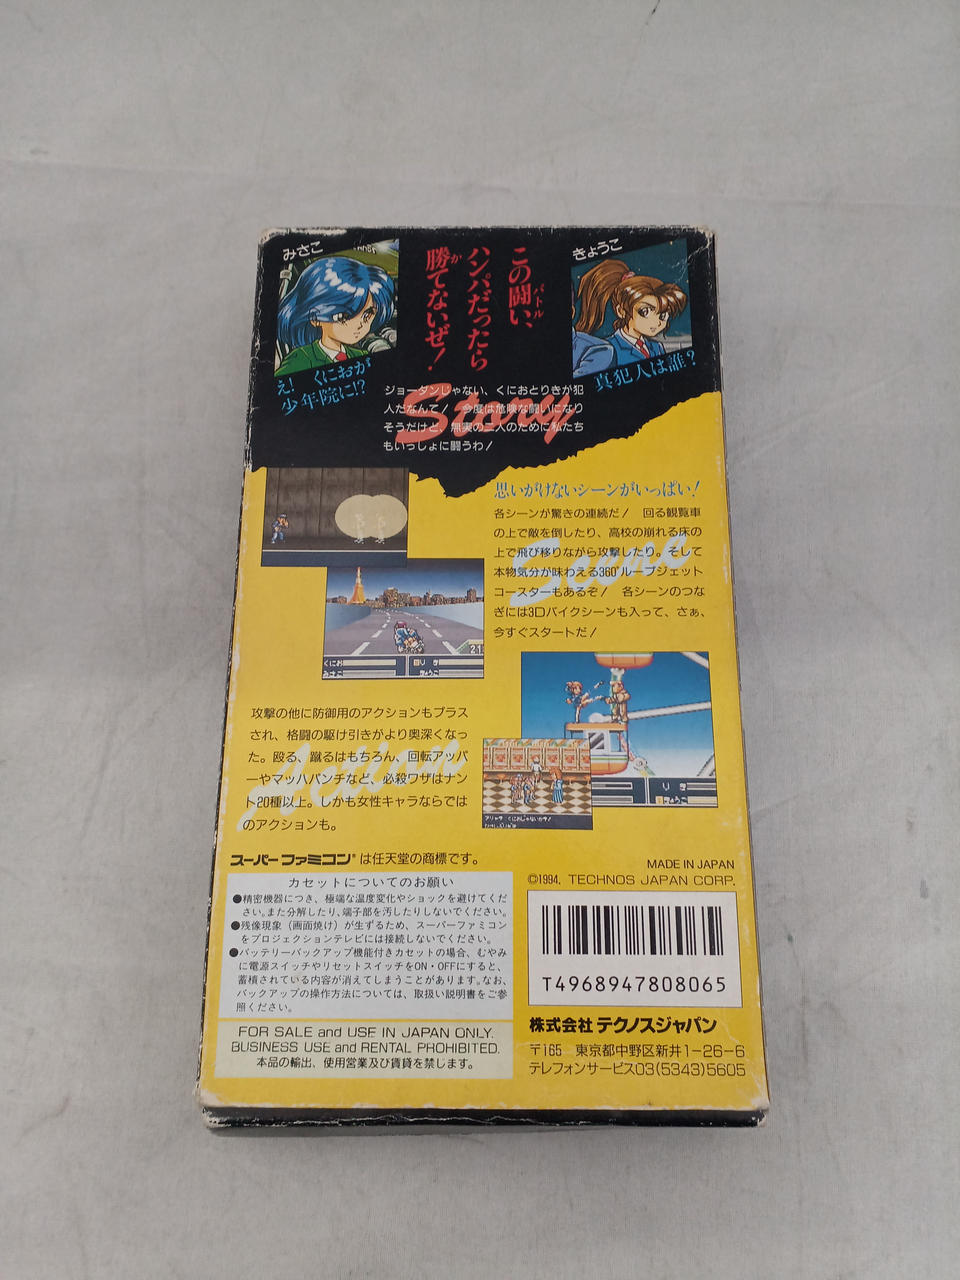 みさこ
え! くにおが
少年院に!?
この闘い、
バトル
ハンパだったら
勝てないぜ!
か
きょうこ
真犯人は誰?
Story
ジョーダンじゃない、くにおとりきが犯
人だなんて! 今度は危険な闘いになり
そうだけど、無実の二人のために私たち
もいっしょに闘うわ!
思いがけないシーンがいっぱい!
Scene
各シーンが驚きの連続だ! 回る観覧車
の上で敵を倒したり、高校の崩れる床の
上で飛び移りながら攻撃したり。そして
本物気分が味わえる360°ループジェット
コースターもあるぞ! 各シーンのつな
ぎには3Dバイクシーンも入って、さぁ、
今すぐスタートだ!
21
くにお
りき
みさこ
きょうこ
Action
攻撃の他に防御用のアクションもプラス
され、格闘の駆け引きがより奥深くなっ
た。殴る、蹴るはもちろん、回転アッパ
ーやマッハパンチなど、必殺ワザはナン
ト20種以上。しかも女性キャラならでは
のアクションも。
りき
きょうこ
スーパーファミコン®は任天堂の商標です。
カセットについてのお願い
●精密機器につき、極端な温度変化やショックを避けてくだ
さい。また分解したり、端子部を汚したりしないでください。
●残像現象(画面焼け)が生ずるため、スーパーファミコン
をプロジェクションテレビには接続しないでください。
●バッテリーバックアップ機能付きカセットの場合、むやみ
に電源スイッチやリセットスイッチをON・OFFにすると、
蓄積されている内容が消えてしまうことがあります。なお、
バックアップの操作方法については、取扱い説明書をご参
照ください。
FOR SALE and USE IN JAPAN ONLY.
BUSINESS USE and RENTAL PROHIBITED.
本品の輸出、使用営業及び賃貸を禁じます。
MADE IN JAPAN
©1994, TECHNOS JAPAN CORP.
T4968947808065
株式会社テクノスジャパン
〒165 東京都中野区新井1-26-6
テレフォンサービス03(5343)5605